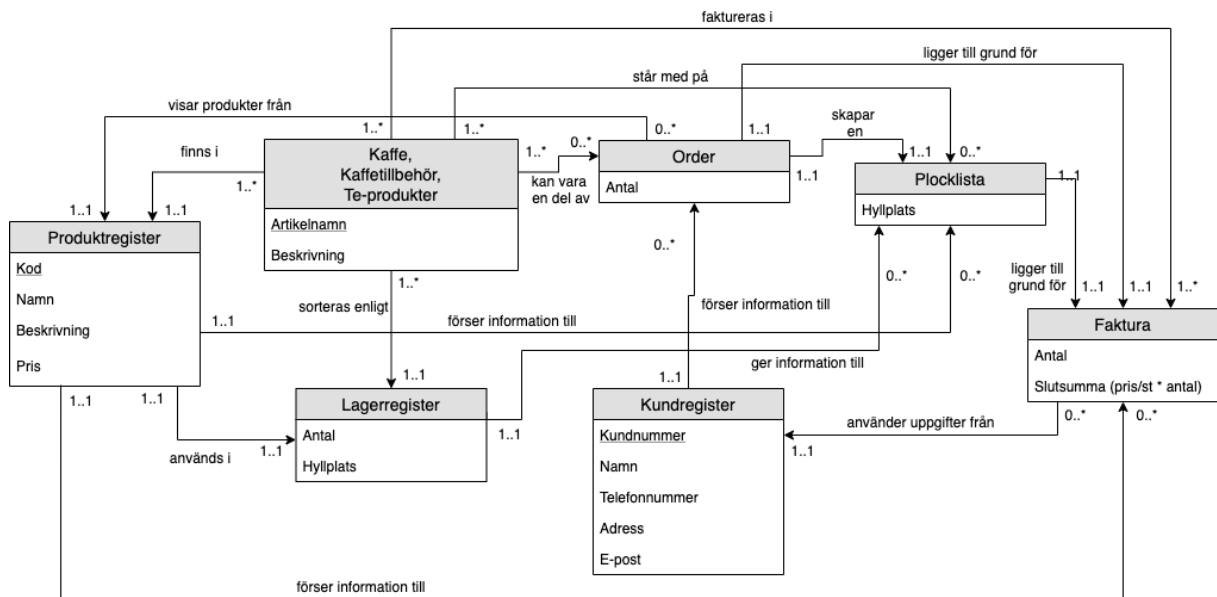 faktureras i
ligger till grund för
står med på
visar produkter från
skapar
en
1..*
1..*
0..*
1..1
finns i
Kaffe,
Kaffetillbehör,
Te-produkter
1..*
0..*
kan vara
en del av
Order
Antal
1..1
1..1
0..*
Plocklista
Hyllplats
1..1
1..*
1..1
1..1
Artikelnamn
Beskrivning
Produktregister
Kod
Namn
Beskrivning
Pris
0..*
0..*
0..*
1..*
ligger till
grund för
1..1
1..1
1..*
sorteras enligt
förser information till
1..1
förser information till
Faktura
Antal
Slutsumma (pris/st * antal)
ger information till
1..1
1..1
1..1
1..1
Lagerregister
Antal
Hyllplats
1..1
används i
1..1
Kundregister
Kundnummer
Namn
Telefonnummer
Adress
E-post
använder uppgifter från
0..*
0..*
1..1
förser information till